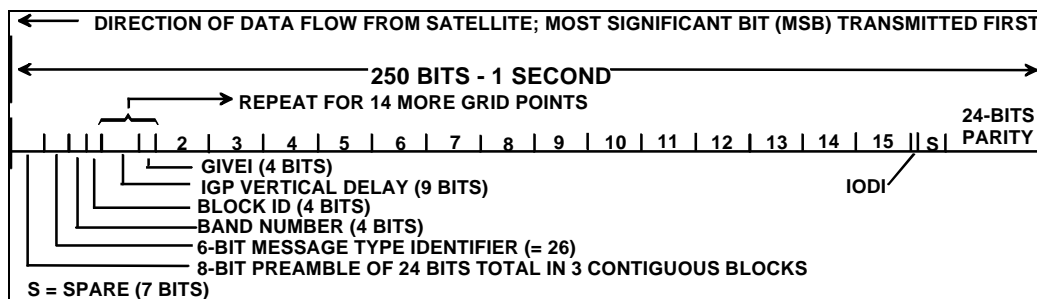 DIRECTION OF DATA FLOW FROM SATELLITE; MOST SIGNIFICANT BIT (MSB) TRANSMITTED FIRST
250 BITS - 1 SECOND
REPEAT FOR 14 MORE GRID POINTS
24-BITS
PARITY
2 3 4 5 6 7 8 9 10 11 12 13 14 15 S
GIVEI (4 BITS)
IGP VERTICAL DELAY (9 BITS)
IODI
BLOCK ID (4 BITS)
BAND NUMBER (4 BITS)
6-BIT MESSAGE TYPE IDENTIFIER (= 26)
8-BIT PREAMBLE OF 24 BITS TOTAL IN 3 CONTIGUOUS BLOCKS
S = SPARE (7 BITS)